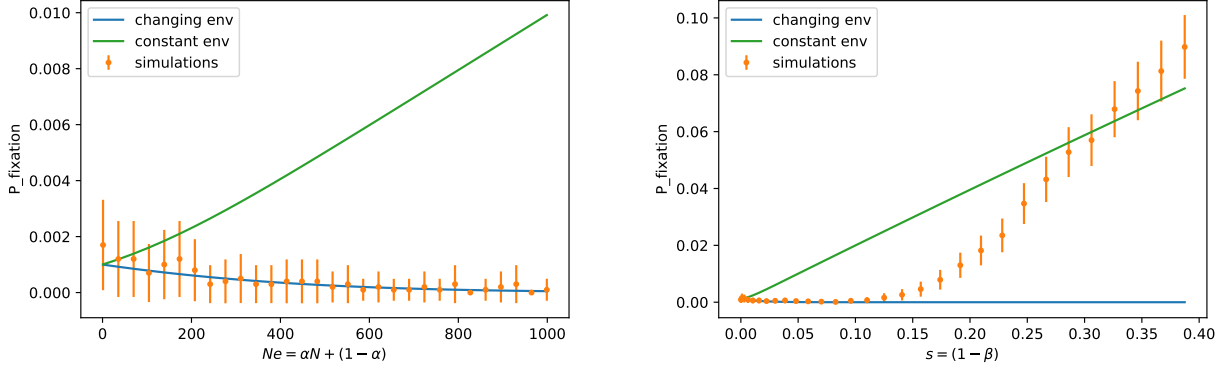 changing env
constant env
simulations
P_fixation
0.010
0.008
0.006
0.004
0.002
0.000
0 200 400 600 800 1000
Ne = αN + (1 − α)
changing env
constant env
simulations
P_fixation
0.10
0.08
0.06
0.04
0.02
0.00
0.00 0.05 0.10 0.15 0.20 0.25 0.30 0.35 0.40
s = (1 − β)